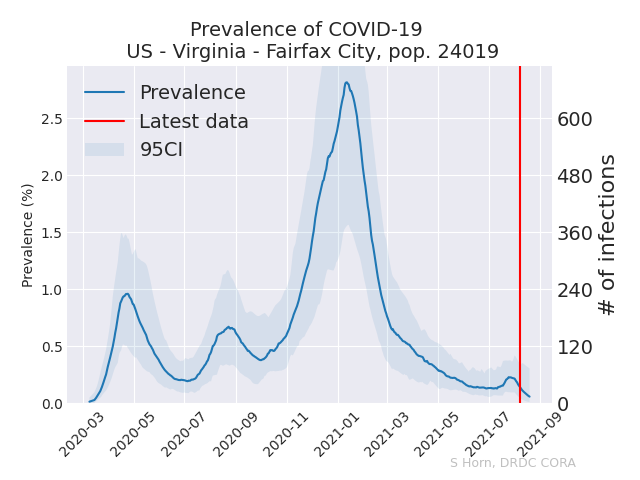 Prevalence of COVID-19
US - Virginia - Fairfax City, pop. 24019
Prevalence
Latest data
95CI
Prevalence (%)
2.5
2.0
1.5
1.0
0.5
0.0
600
480
360
240
120
0
# of infections
2020-03
2020-05
2020-07
2020-09
2020-11
2021-01
2021-03
2021-05
2021-07
2021-09
S Horn, DRDC CORA